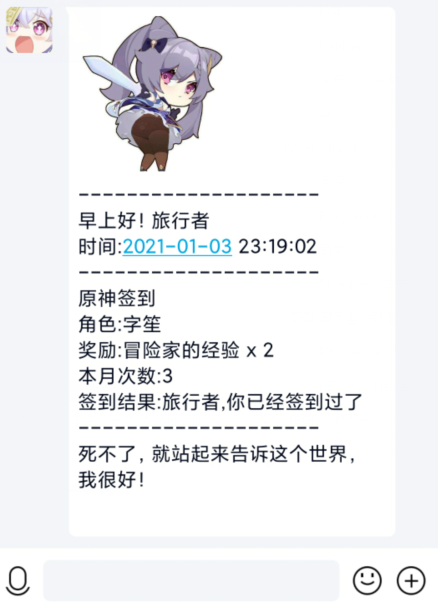 --------------------
早上好! 旅行者
时间:2021-01-03 23:19:02
--------------------
原神签到
角色:字笙
奖励:冒险家的经验 x 2
本月次数:3
签到结果:旅行者,你已经签到过了
--------------------
死不了, 就站起来告诉这个世界,
我很好!